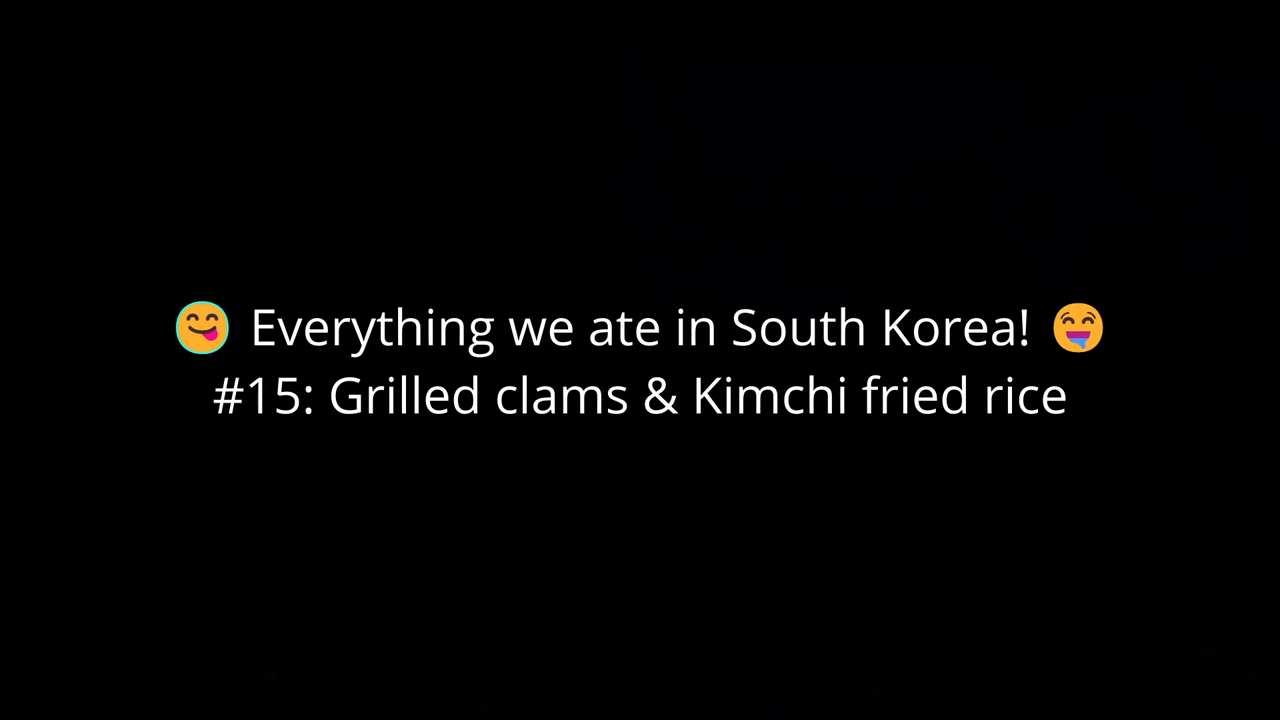 😋 Everything we ate in South Korea! 🤤
#15: Grilled clams & Kimchi fried rice